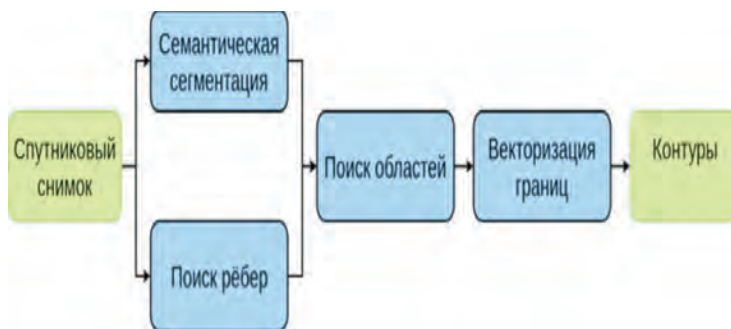 Спутниковый
снимок
Семантическая
сегментация
Поиск рёбер
Поиск областей
Векторизация
границ
Контуры